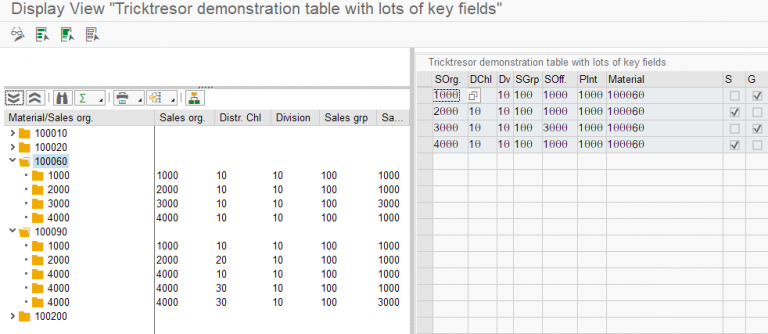 Display View "Tricktresor demonstration table with lots of key fields"
Material/Sales org. Sales org. Distr. Chl Division Sales grp Sa...
100010
100020
100060
1000 1000 10 10 100 1000
2000 2000 10 10 100 1000
3000 3000 10 10 100 3000
4000 4000 10 10 100 1000
100090
1000 1000 10 10 100 1000
2000 2000 20 10 100 1000
4000 4000 10 10 100 1000
4000 4000 30 10 100 1000
4000 4000 30 10 100 3000
100200
Tricktresor demonstration table with lots of key fields
SOrg. DChl Dv SGrp SOff. Plnt Material S G
1000 10 100 1000 1000 100060
2000 10 10 100 1000 1000 100060
3000 10 10 100 3000 1000 100060
4000 10 10 100 1000 1000 100060